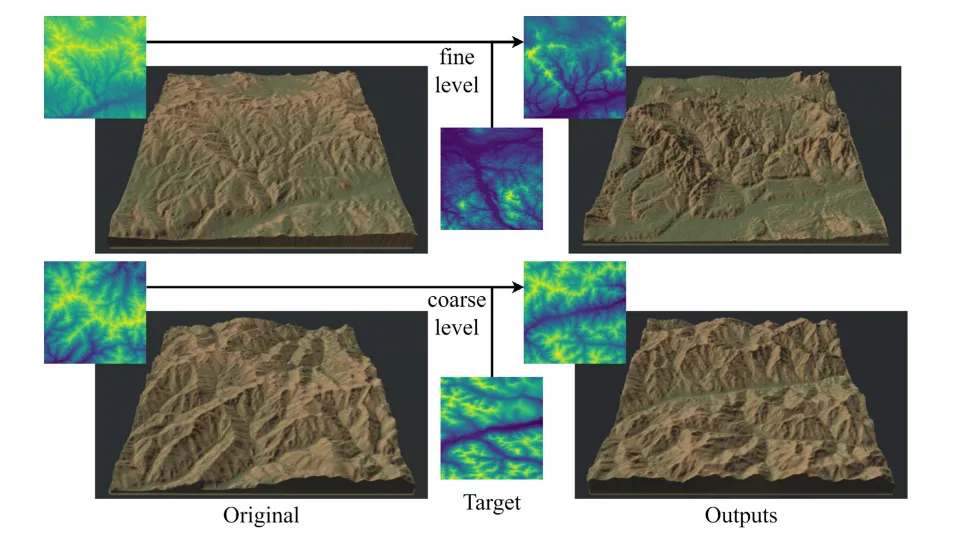 fine
level
coarse
level
Target
Original
Outputs